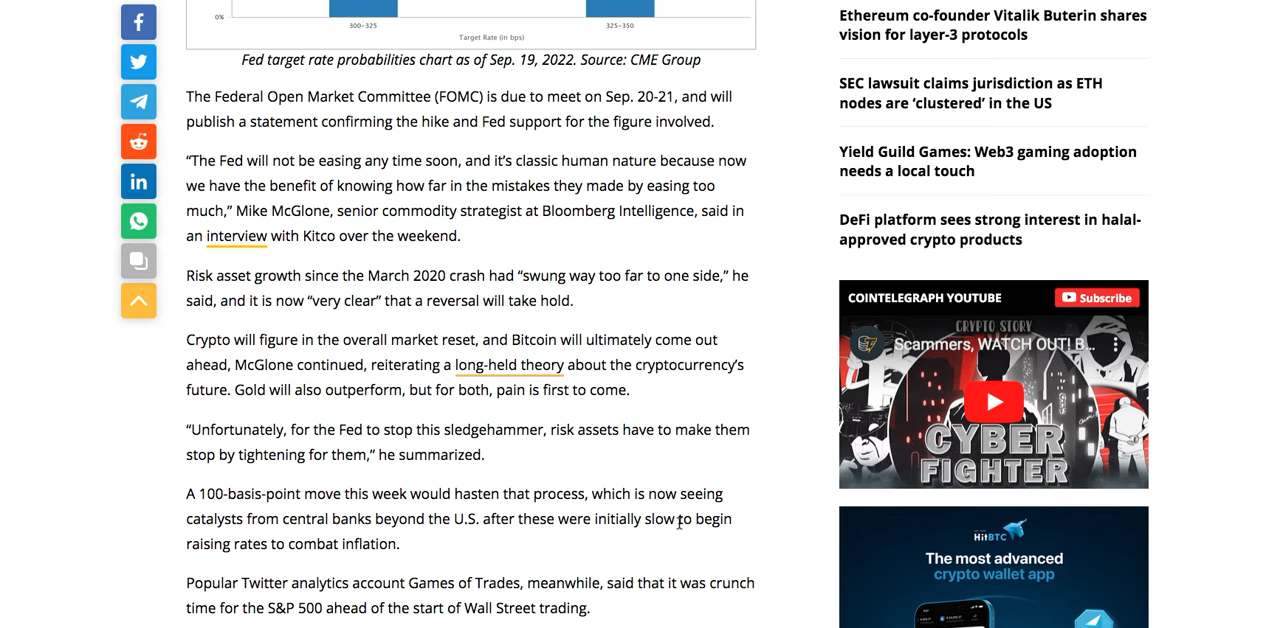 0%
300-325
325-350
Target Rate (in bps)
Fed target rate probabilities chart as of Sep. 19, 2022. Source: CME Group
The Federal Open Market Committee (FOMC) is due to meet on Sep. 20-21, and will
publish a statement confirming the hike and Fed support for the figure involved.
“The Fed will not be easing any time soon, and it’s classic human nature because now
we have the benefit of knowing how far in the mistakes they made by easing too
much,” Mike McGlone, senior commodity strategist at Bloomberg Intelligence, said in
an interview with Kitco over the weekend.
Risk asset growth since the March 2020 crash had “swung way too far to one side,” he
said, and it is now “very clear” that a reversal will take hold.
Crypto will figure in the overall market reset, and Bitcoin will ultimately come out
ahead, McGlone continued, reiterating a long-held theory about the cryptocurrency’s
future. Gold will also outperform, but for both, pain is first to come.
“Unfortunately, for the Fed to stop this sledgehammer, risk assets have to make them
stop by tightening for them,” he summarized.
A 100-basis-point move this week would hasten that process, which is now seeing
catalysts from central banks beyond the U.S. after these were initially slow to begin
raising rates to combat inflation.
Popular Twitter analytics account Games of Trades, meanwhile, said that it was crunch
time for the S&P 500 ahead of the start of Wall Street trading.
Ethereum co-founder Vitalik Buterin shares
vision for layer-3 protocols
SEC lawsuit claims jurisdiction as ETH
nodes are ‘clustered’ in the US
Yield Guild Games: Web3 gaming adoption
needs a local touch
DeFi platform sees strong interest in halal-
approved crypto products
COINTELEGRAPH YOUTUBE
Subscribe
CRYPTO STORY
Scammers, WATCH OUT! B...
CYBER
FIGHTER
HitBTC
The most advanced
crypto wallet app